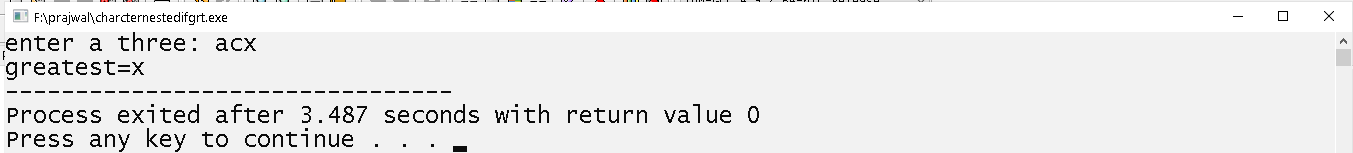 F:\prajwal\charcternestedifgrt.exe
enter a three: acx
greatest=x
--------------------------------
Process exited after 3.487 seconds with return value 0
Press any key to continue . . .